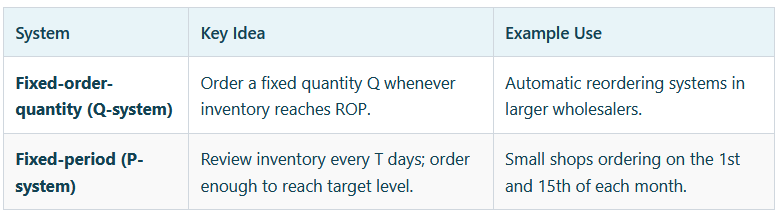 System
Key Idea
Example Use
Fixed-order-
quantity (Q-system)
Order a fixed quantity Q whenever
inventory reaches ROP.
Automatic reordering systems in
larger wholesalers.
Fixed-period (P-
system)
Review inventory every T days; order
enough to reach target level.
Small shops ordering on the 1st
and 15th of each month.